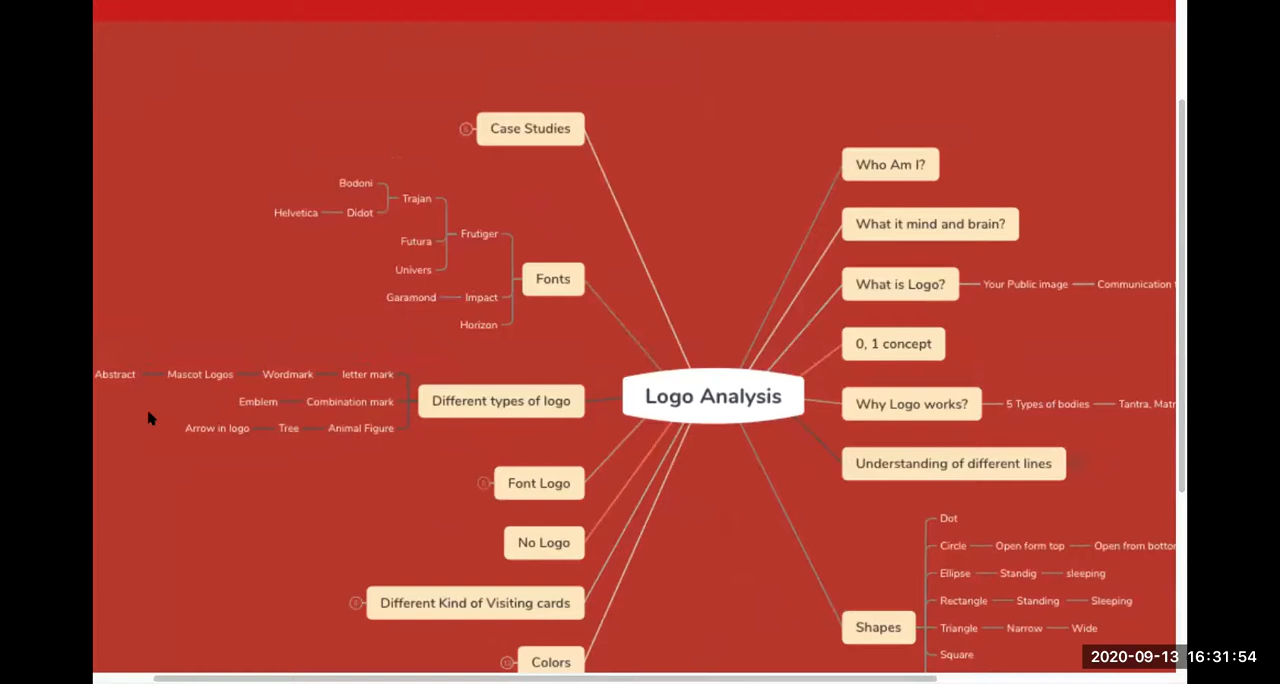 Case Studies
Who Am I?
Bodoni
Trajan
Helvetica
Didot
What it mind and brain?
Frutiger
Futura
Univers
Fonts
What is Logo?
Your Public image
Communication
Garamond
Impact
Horizon
0, 1 concept
Logo Analysis
Abstract
Mascot Logos
Wordmark
letter mark
Emblem
Combination mark
Different types of logo
Arrow in logo
Tree
Animal Figure
Why Logo works?
5 Types of bodies
Tantra, Matr
Understanding of different lines
Font Logo
Dot
No Logo
Circle
Open form top
Open from bottor
Ellipse
Standig
sleeping
Different Kind of Visiting cards
Rectangle
Standing
Sleeping
Shapes
Triangle
Narrow
Wide
Square
Colors
2020-09-13 16:31:54